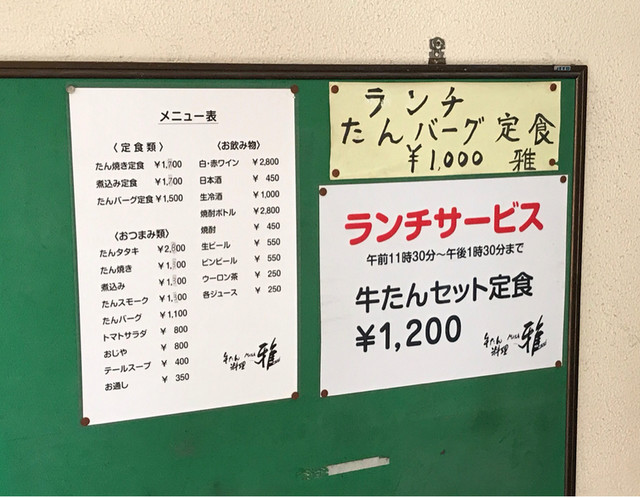 メニュー表
〈定食類〉
たん焼き定食 ¥1,700
煮込み定食 ¥1,700
たんバーグ定食 ¥1,500
〈おつまみ類〉
たんタタキ
たん焼き
煮込み
たんスモーク
たんバーグ ¥1,100
トマトサラダ ¥ 800
おじや ¥ 800
テールスープ ¥ 400
お通し ¥ 350
〈お飲み物〉
白・赤ワイン ¥2,800
日本酒 ¥ 450
生冷酒 ¥1,000
焼酎ボトル ¥2,800
焼酎 ¥ 450
生ビール ¥ 550
ビンビール ¥ 550
ウーロン茶 ¥ 250
各ジュース ¥ 250
牛たん料理 雅
ランチ
たんバーグ定食
¥1,000 雅
ランチサービス
午前11時30分〜午後1時30分まで
牛たんセット定食
¥1,200
牛たん料理 雅